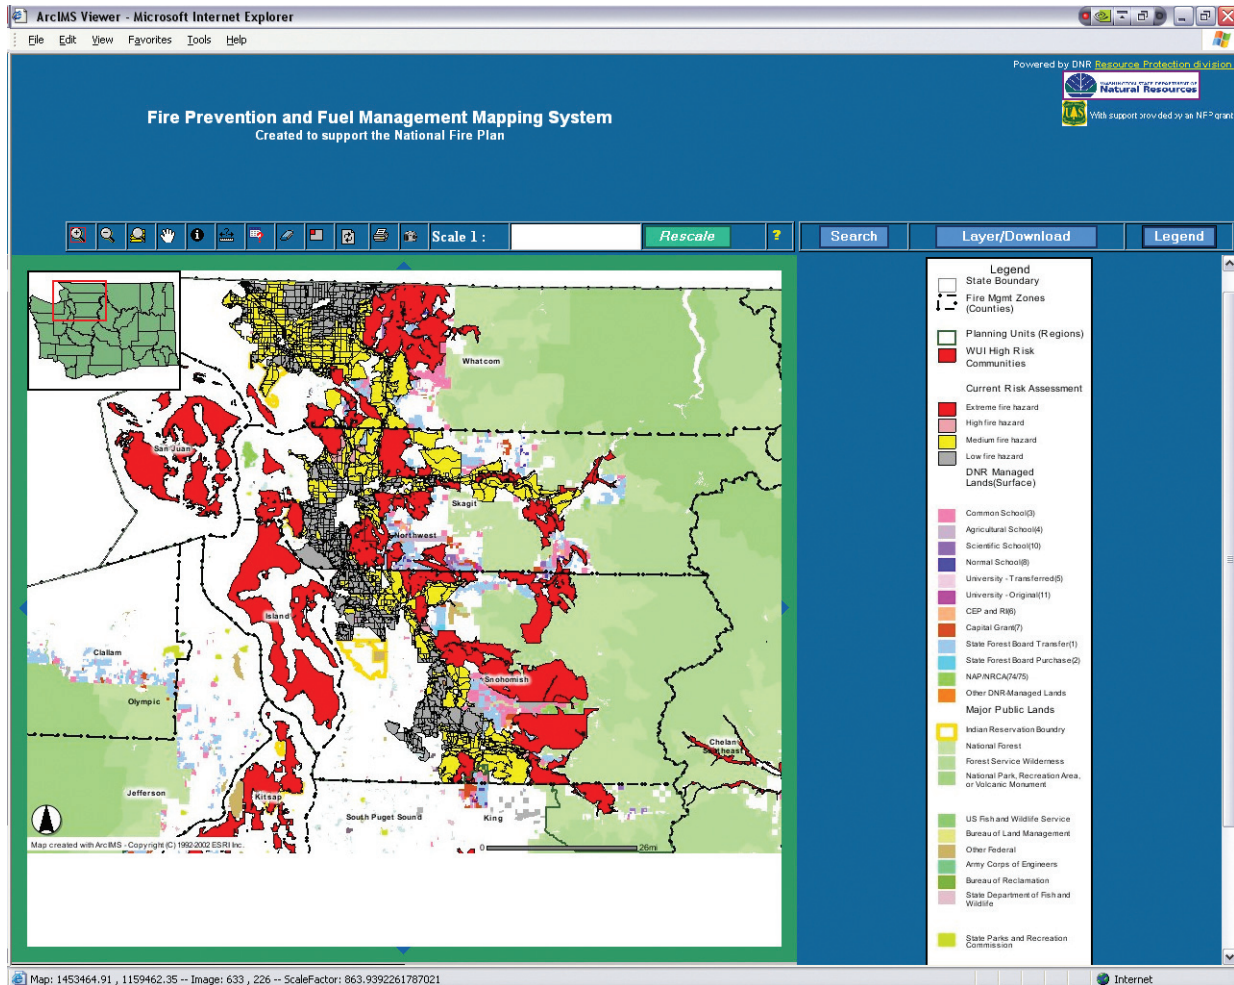 ArcIMS Viewer - Microsoft Internet Explorer
File Edit View Favorites Tools Help
Powered by DNR Resource Protection division
WASHINGTON STATE DEPARTMENT OF
Natural Resources
With support provided by an NFP grant
Fire Prevention and Fuel Management Mapping System
Created to support the National Fire Plan
Scale 1 :
Rescale
?
Search
Layer/Download
Legend
Whatcom
San Juan
Skagit
Northwest
Island
Clallam
Olympic
Snohomish
Chelan
Southeast
Jefferson
Kitsap
South Puget Sound
King
Map created with ArcIMS - Copyright (C) 1992-2002 ESRI Inc.
0 26mi
Legend
State Boundary
Fire Mgmt Zones
(Counties)
Planning Units (Regions)
WUI High Risk
Communities
Current Risk Assessment
Extreme fire hazard
High fire hazard
Medium fire hazard
Low fire hazard
DNR Managed
Lands(Surface)
Common School(3)
Agricultural School(4)
Scientific School(10)
Normal School(8)
University - Transferred(5)
University - Original(11)
CEP and RI(6)
Capital Grant(7)
State Forest Board Transfer(1)
State Forest Board Purchase(2)
NAP/NRCA(74/75)
Other DNR-Managed Lands
Major Public Lands
Indian Reservation Boundry
National Forest
Forest Service Wilderness
National Park, Recreation Area,
or Volcanic Monument
US Fish and Wildlife Service
Bureau of Land Management
Other Federal
Army Corps of Engineers
Bureau of Reclamation
State Department of Fish and
Wildlife
State Parks and Recreation
Commission
Map: 1453464.91 , 1159462.35 -- Image: 633 , 226 -- ScaleFactor: 863.9392261787021
Internet